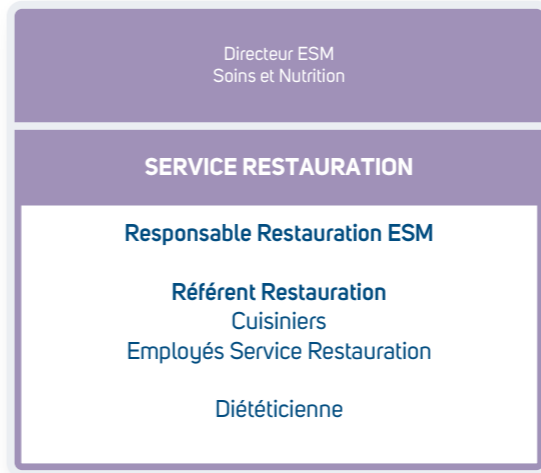 Directeur ESM
Soins et Nutrition
SERVICE RESTAURATION
Responsable Restauration ESM
Référent Restauration
Cuisiniers
Employés Service Restauration
Diététicienne